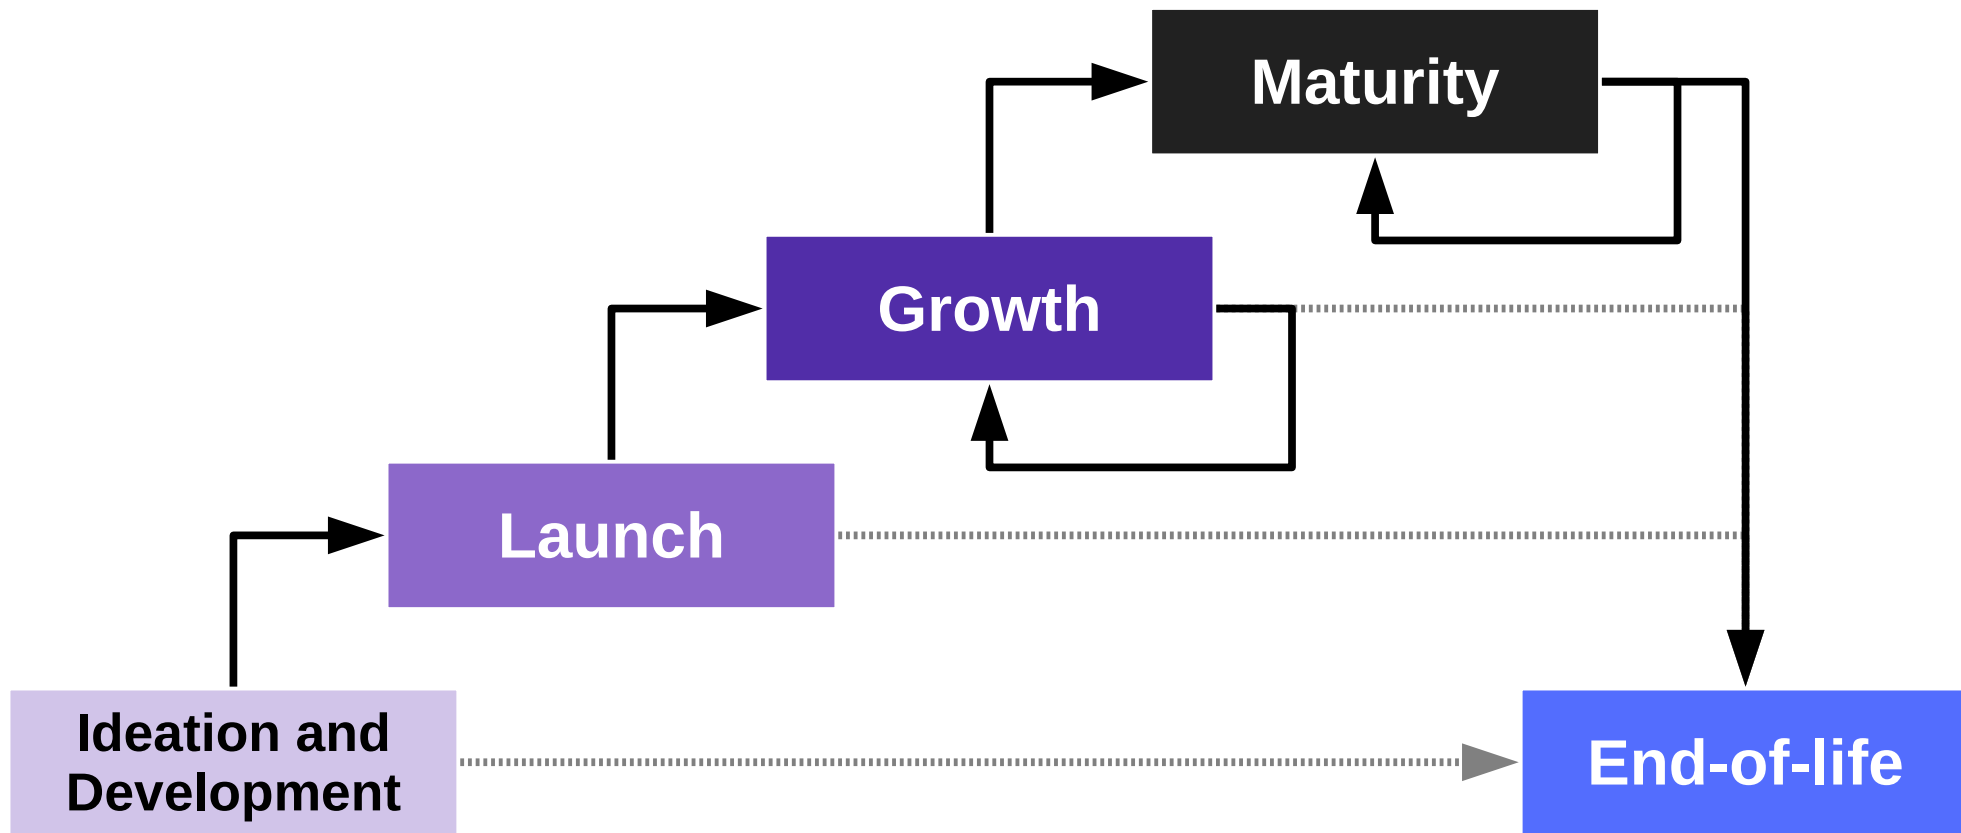 Maturity
Growth
Launch
Ideation and
Development
End-of-life